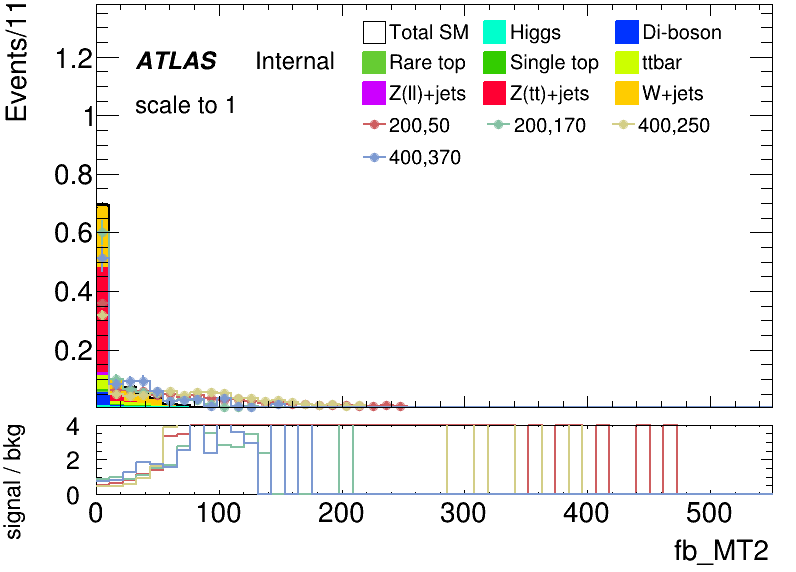 Events/11
ATLAS Internal
scale to 1
Total SM Higgs Di-boson
Rare top Single top ttbar
Z(ll)+jets Z(tt)+jets W+jets
200,50 200,170 400,250
400,370
1.2
1
0.8
0.6
0.4
0.2
signal / bkg
4
2
0
0 100 200 300 400 500
fb_MT2